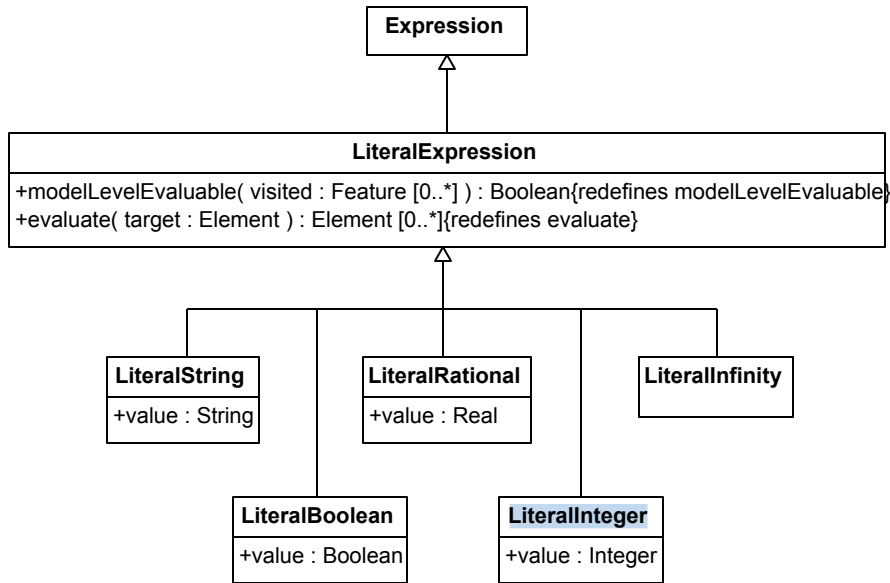 Expression
LiteralExpression
+modelLevelEvaluable( visited : Feature [0..*] ) : Boolean{redefines modelLevelEvaluable}
+evaluate( target : Element ) : Element [0..*]{redefines evaluate}
LiteralString
+value : String
LiteralRational
+value : Real
LiteralInfinity
LiteralBoolean
+value : Boolean
LiteralInteger
+value : Integer